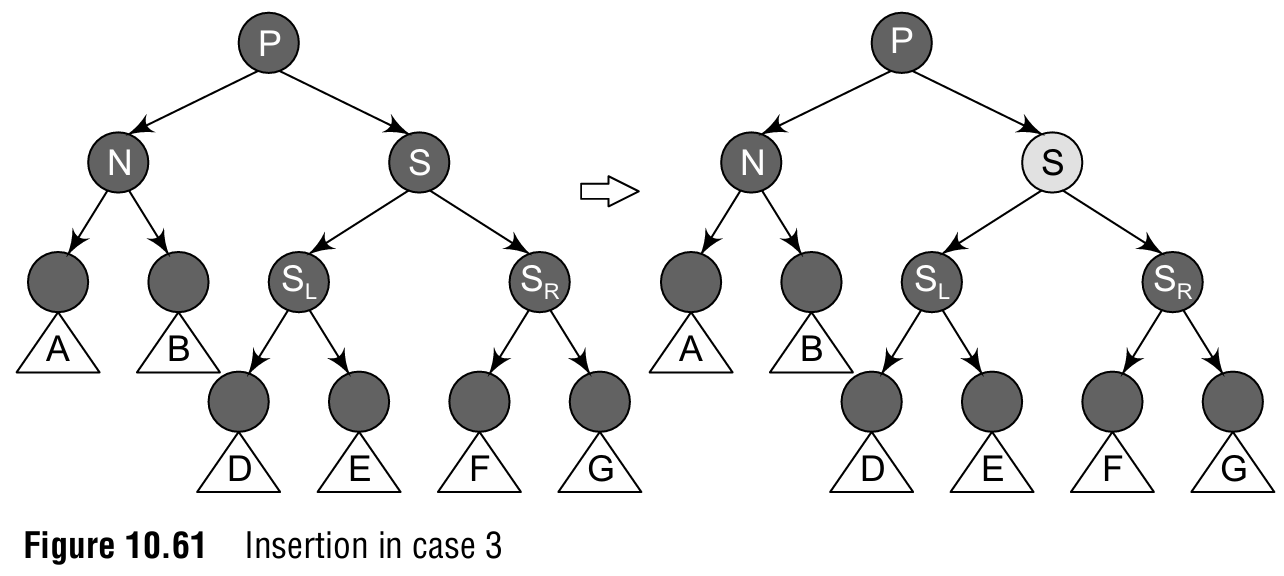 P P
N S N S
S_L S_R S_L S_R
A B A B
D E F G D E F G
Figure 10.61 Insertion in case 3